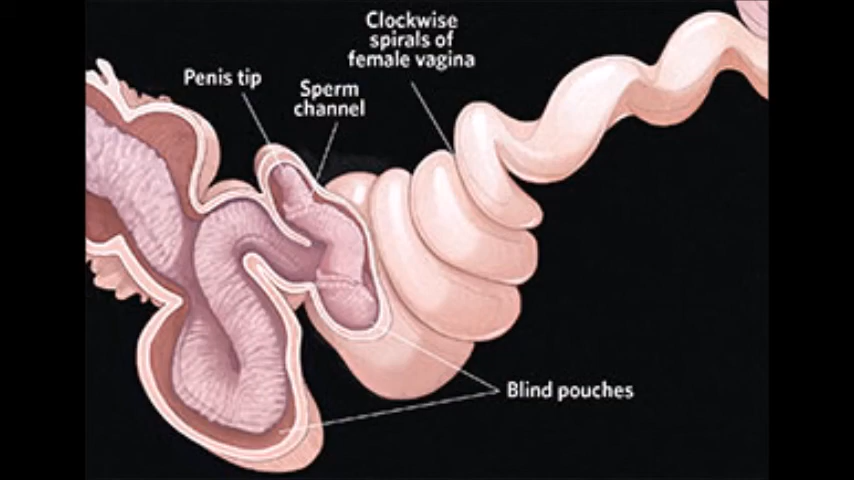 Clockwise
spirals of
female vagina
Penis tip
Sperm
channel
Blind pouches